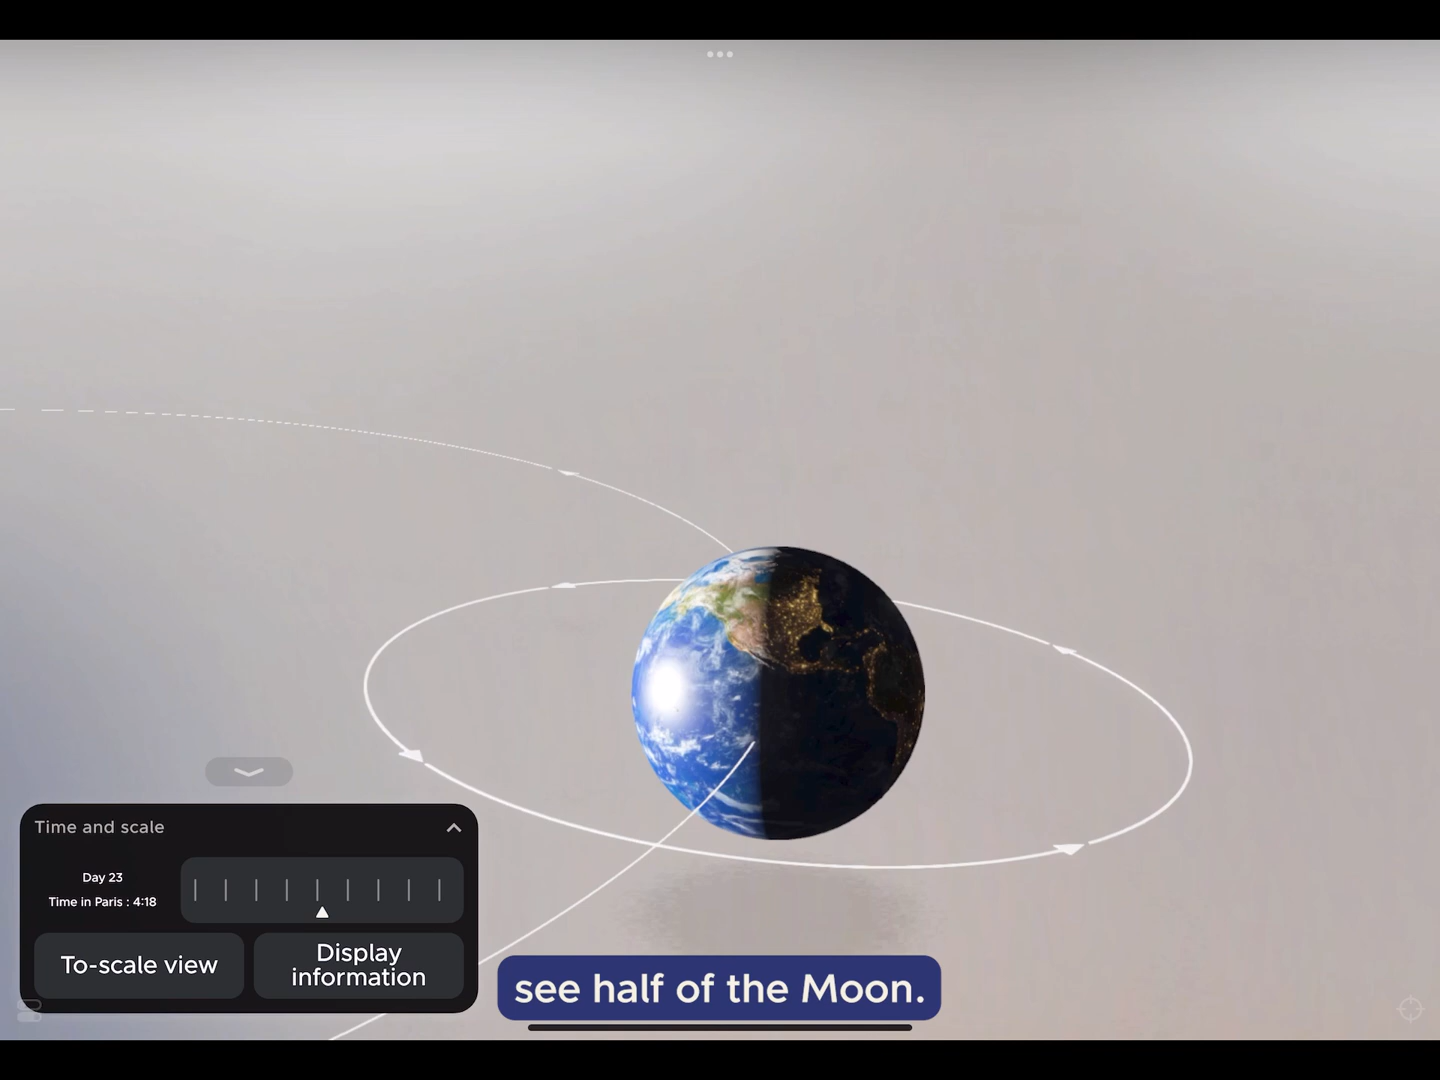 Time and scale
Day 23
Time in Paris : 4:18
To-scale view
Display
information
see half of the Moon.